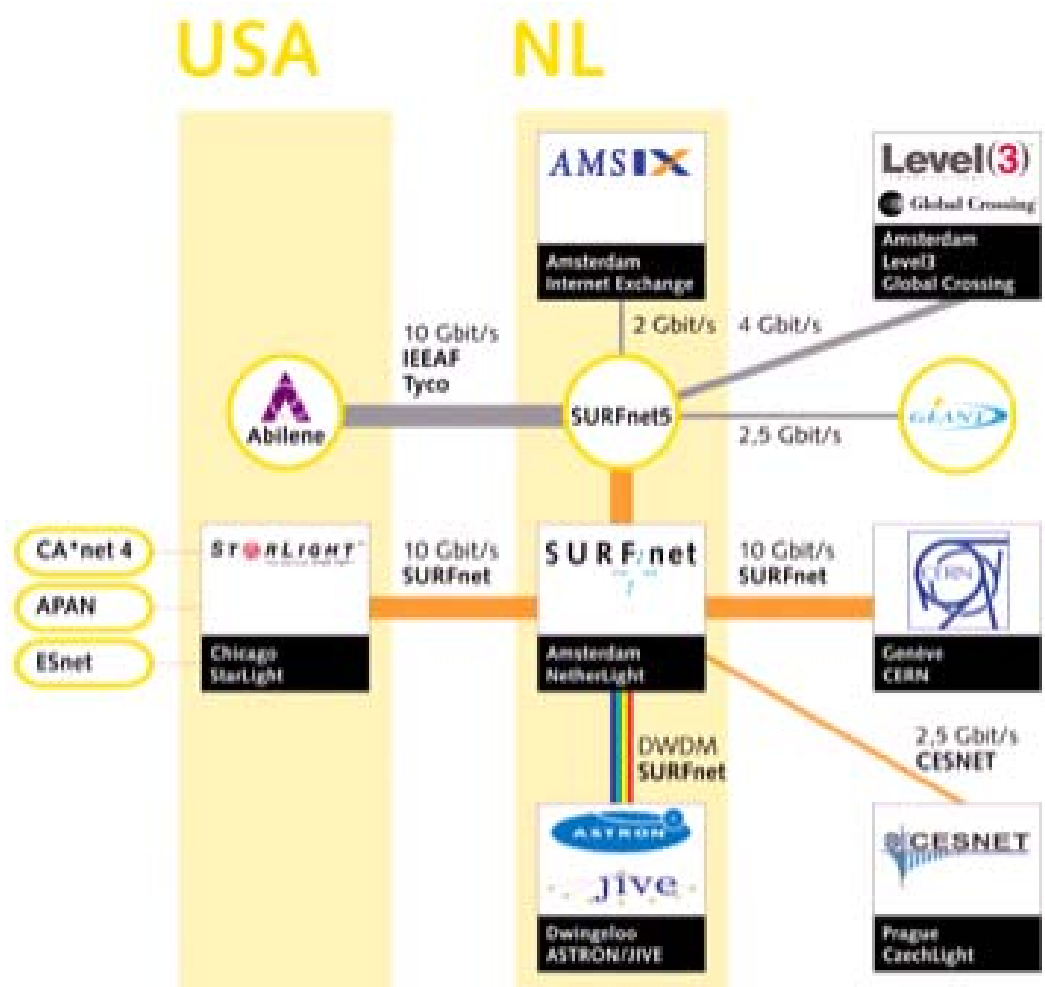 USA
NL
AMSIX
Amsterdam
Internet Exchange
Level(3)
Global Crossing
Amsterdam
Level3
Global Crossing
2 Gbit/s
4 Gbit/s
10 Gbit/s
IEEAF
Tyco
Abilene
SURFnet5
2,5 Gbit/s
GÉANT
CA*net 4
APAN
ESnet
STARLIGHT
Chicago
StarLight
10 Gbit/s
SURFnet
SURFnet
Amsterdam
NetherLight
10 Gbit/s
SURFnet
CERN
Genève
CERN
DWDM
SURFnet
2,5 Gbit/s
CESNET
ASTRON
jive
Dwingeloo
ASTRON/JIVE
CESNET
Prague
CzechLight